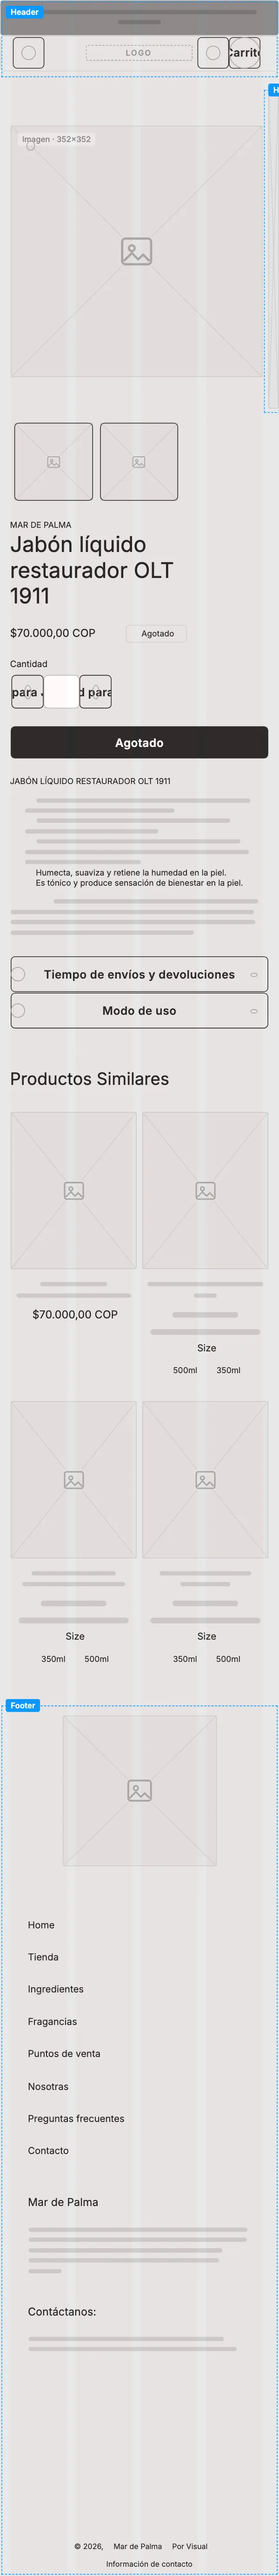 Header
LOGO
Carrito
H
Imagen · 352×352
MAR DE PALMA
Jabón líquido
restaurador OLT
1911
$70.000,00 COP
Agotado
Cantidad
para
d para
Agotado
JABÓN LÍQUIDO RESTAURADOR OLT 1911
Humecta, suaviza y retiene la humedad en la piel.
Es tónico y produce sensación de bienestar en la piel.
Tiempo de envíos y devoluciones
Modo de uso
Productos Similares
$70.000,00 COP
Size
500ml 350ml
Size
350ml 500ml
Size
350ml 500ml
Footer
Home
Tienda
Ingredientes
Fragancias
Puntos de venta
Nosotras
Preguntas frecuentes
Contacto
Mar de Palma
Contáctanos:
© 2026, Mar de Palma Por Visual
Información de contacto